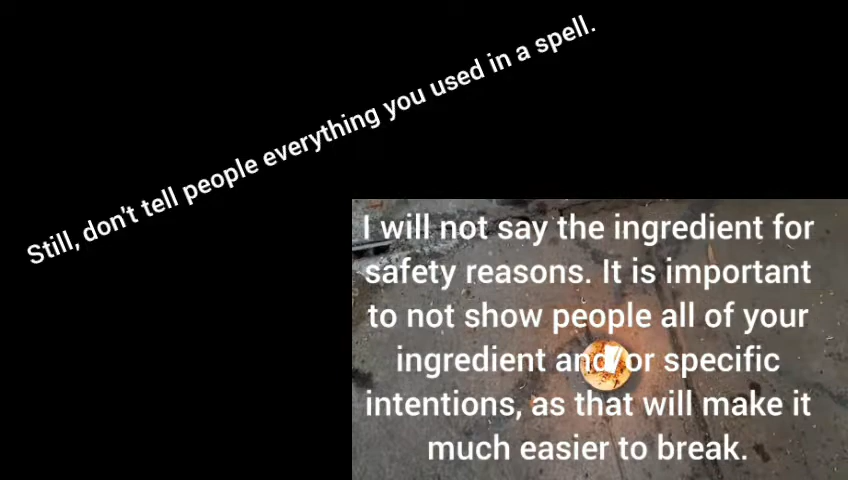 Still, don't tell people everything you used in a spell.
I will not say the ingredient for
safety reasons. It is important
to not show people all of your
ingredient and/or specific
intentions, as that will make it
much easier to break.